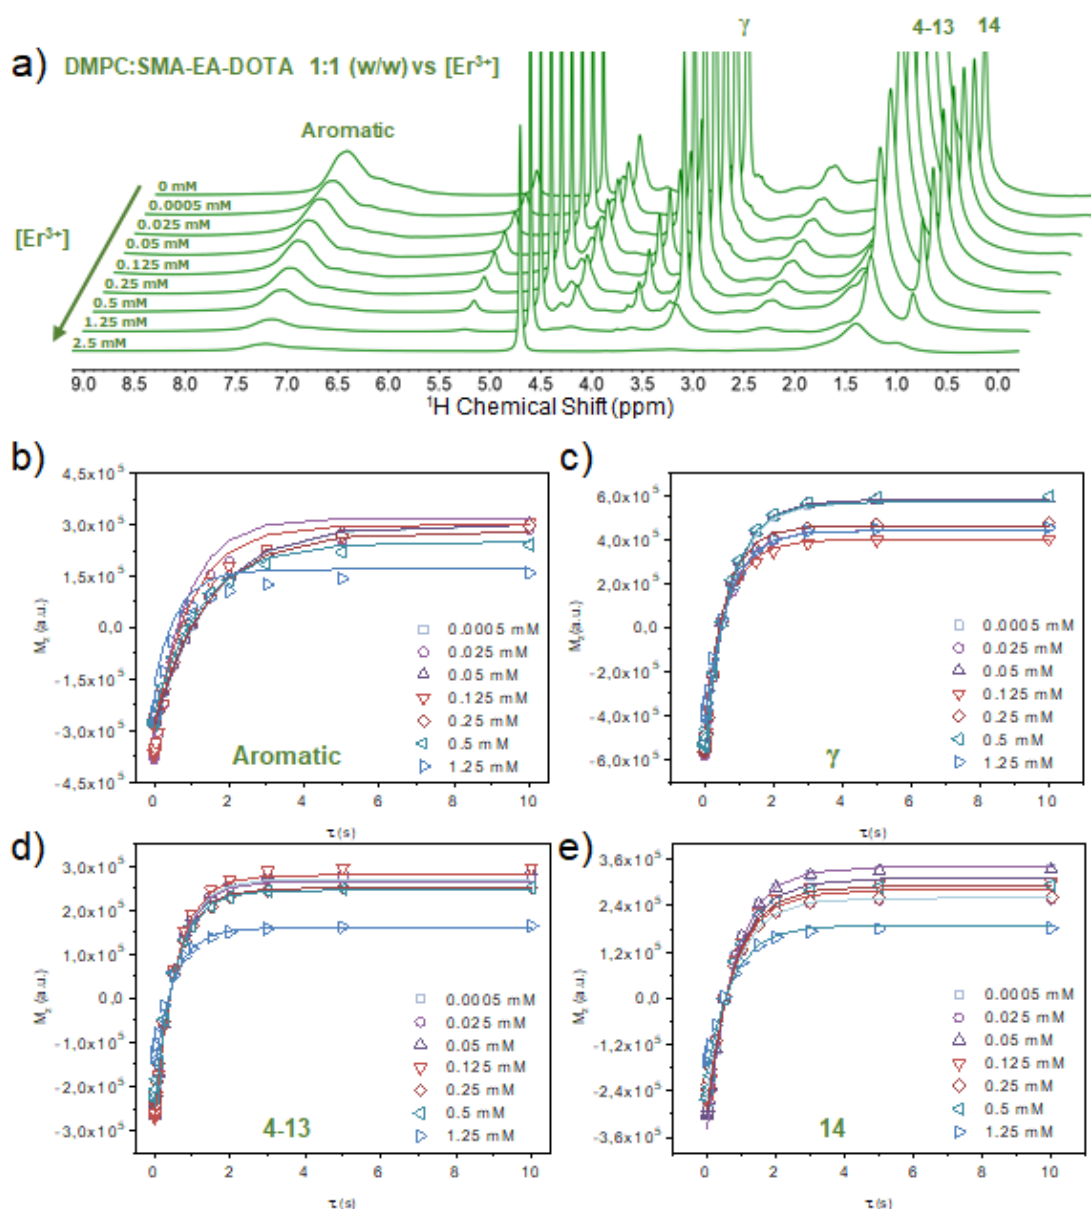 γ 4-13 14
a) DMPC:SMA-EA-DOTA 1:1 (w/w) vs [Er³⁺]
Aromatic
0 mM
0.0005 mM
0.025 mM
[Er³⁺]
0.05 mM
0.125 mM
0.25 mM
0.5 mM
1.25 mM
2.5 mM
9.0 8.5 8.0 7.5 7.0 6.5 6.0 5.5 5.0 4.5 4.0 3.5 3.0 2.5 2.0 1.5 1.0 0.0
¹H Chemical Shift (ppm)
b)
4,5x10⁵
3,0x10⁵
1,5x10⁵
0,0
-1,5x10⁵
-3,0x10⁵
-4,5x10⁵
M_z (a.u.)
0.0005 mM
0.025 mM
0.05 mM
0.125 mM
0.25 mM
0.5 mM
1.25 mM
Aromatic
0 2 4 6 8 10
τ (s)
c)
6,0x10⁵
4,0x10⁵
2,0x10⁵
0,0
-2,0x10⁵
-4,0x10⁵
-6,0x10⁵
M_z (a.u.)
0.0005 mM
0.025 mM
0.05 mM
0.125 mM
0.25 mM
0.5 mM
1.25 mM
γ
0 2 4 6 8 10
τ (s)
d)
3,0x10⁵
2,0x10⁵
1,0x10⁵
0,0
-1,0x10⁵
-2,0x10⁵
-3,0x10⁵
M_z (a.u.)
0.0005 mM
0.025 mM
0.05 mM
0.125 mM
0.25 mM
0.5 mM
1.25 mM
4-13
0 2 4 6 8 10
τ (s)
e)
3,6x10⁵
2,4x10⁵
1,2x10⁵
0,0
-1,2x10⁵
-2,4x10⁵
-3,6x10⁵
M_z (a.u.)
0.0005 mM
0.025 mM
0.05 mM
0.125 mM
0.25 mM
0.5 mM
1.25 mM
14
0 2 4 6 8 10
τ (s)